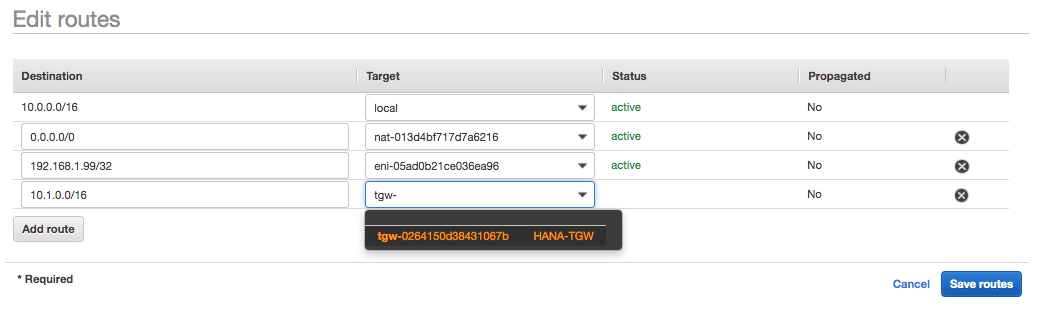 Edit routes
Destination Target Status Propagated
10.0.0.0/16 local active No
0.0.0.0/0 nat-013d4bf717d7a6216 active No
192.168.1.99/32 eni-05ad0b21ce036ea96 active No
10.1.0.0/16 tgw- No
Add route tgw-0264150d38431067b HANA-TGW
* Required
Cancel Save routes